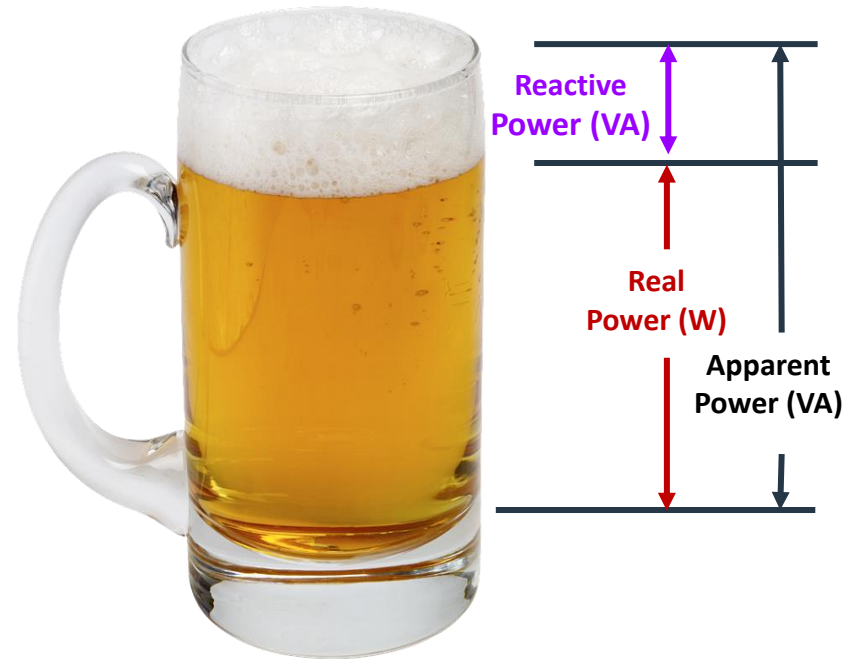 Reactive
Power (VA)
Real
Power (W)
Apparent
Power (VA)